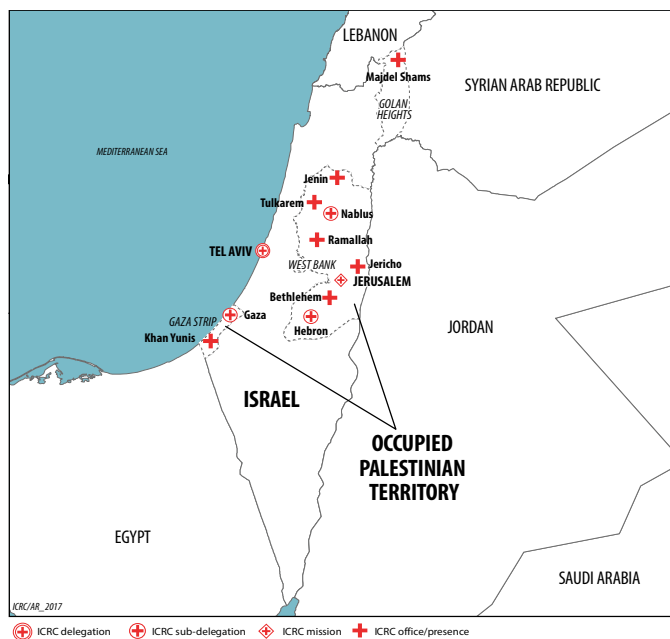 LEBANON
Majdel Shams
SYRIAN ARAB REPUBLIC
GOLAN
HEIGHTS
MEDITERRANEAN SEA
Jenin
Tulkarem
Nablus
Ramallah
TEL AVIV
WEST BANK
Jericho
JERUSALEM
Bethlehem
GAZA STRIP
Gaza
Hebron
Khan Yunis
JORDAN
ISRAEL
OCCUPIED
PALESTINIAN
TERRITORY
EGYPT
SAUDI ARABIA
ICRC/AR_2017
ICRC delegation ICRC sub-delegation ICRC mission ICRC office/presence